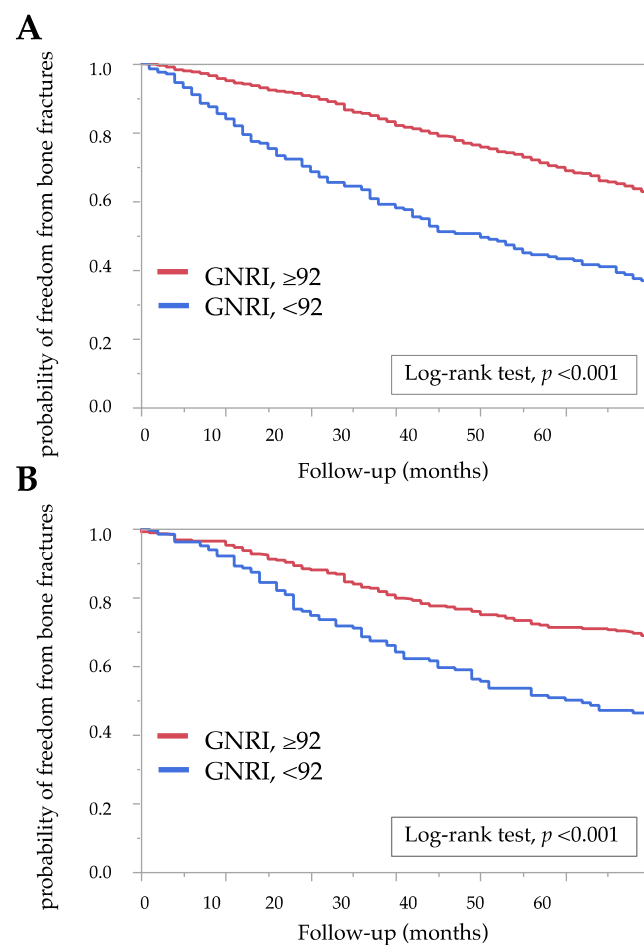 A
probability of freedom from bone fractures
1.0
0.8
0.6
0.4
0.2
0.0
GNRI, ≥92
GNRI, <92
Log-rank test, p <0.001
0 10 20 30 40 50 60
Follow-up (months)
B
probability of freedom from bone fractures
1.0
0.8
0.6
0.4
0.2
0.0
GNRI, ≥92
GNRI, <92
Log-rank test, p <0.001
0 10 20 30 40 50 60
Follow-up (months)